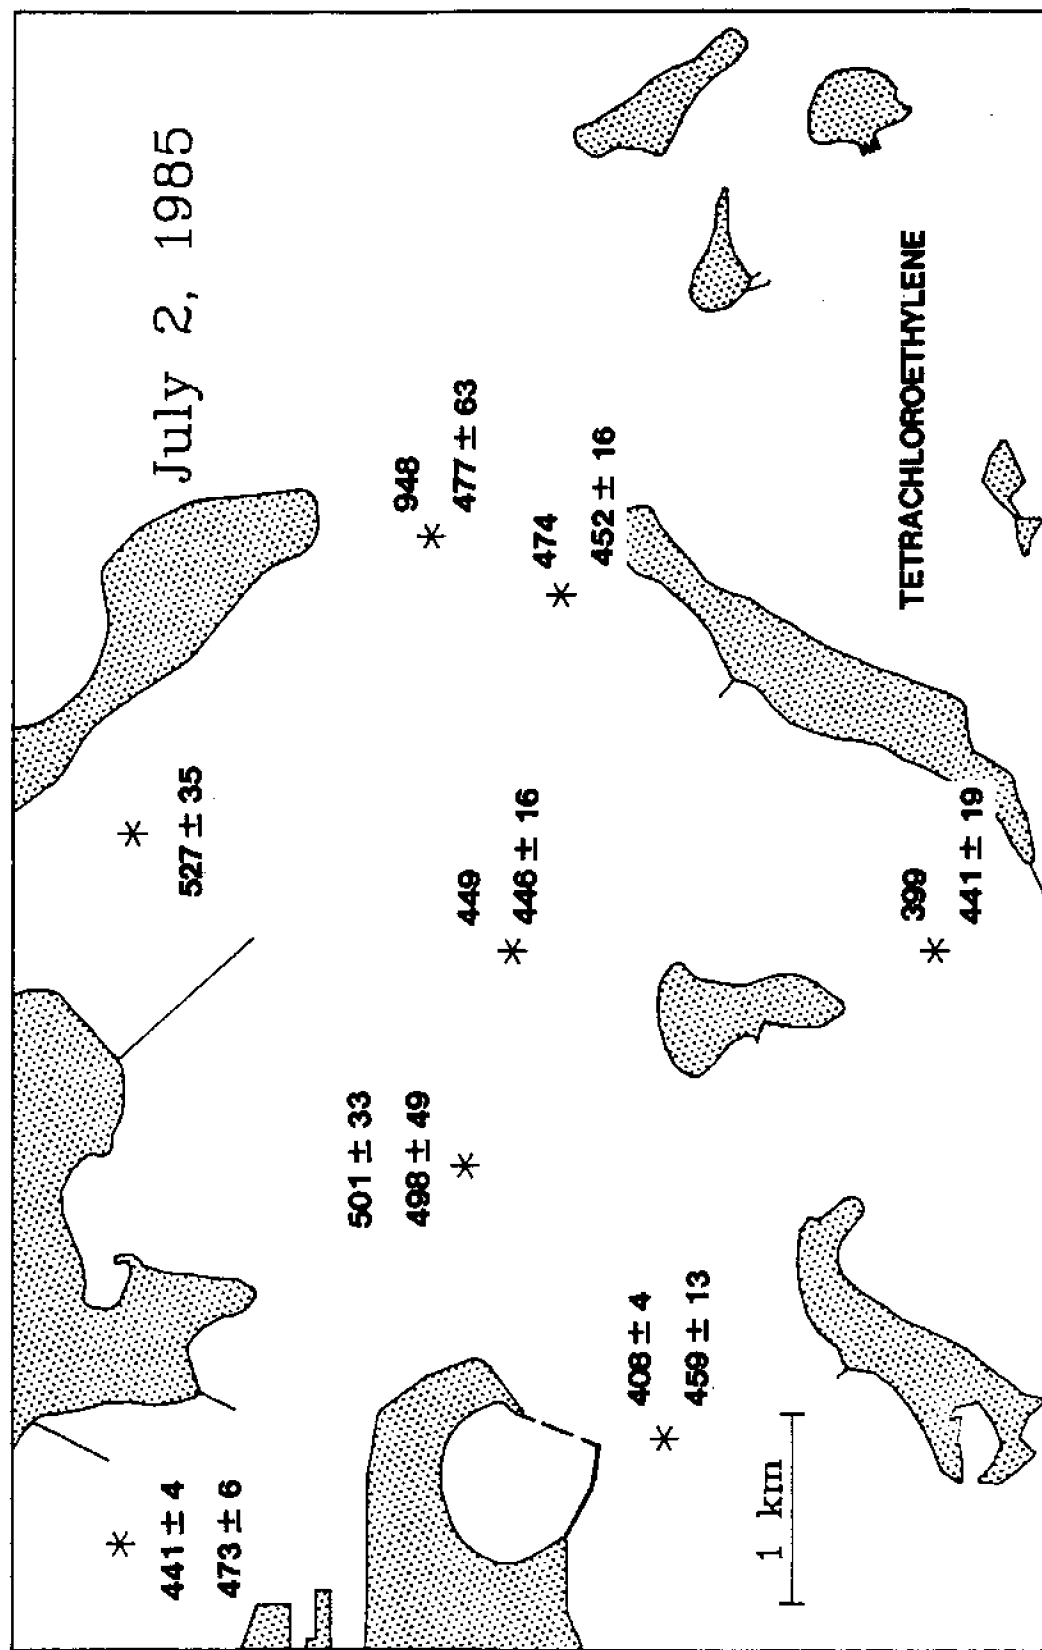 July 2, 1985
441 ± 4
473 ± 6
527 ± 35
501 ± 33
498 ± 49
948
477 ± 63
449
446 ± 16
474
452 ± 16
408 ± 4
459 ± 13
1 km
399
441 ± 19
TETRACHLOROETHYLENE